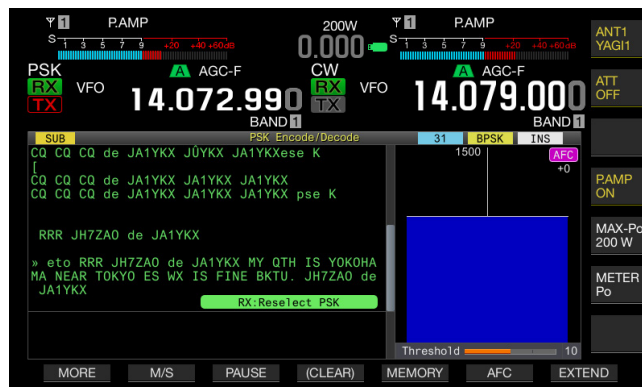 1 P.AMP 200W 1 P.AMP
S 1 3 5 7 9 +20 +40 +60dB 0.000 S 1 3 5 7 9 +20 +40 +60dB
ANT1
YAGI1
PSK A AGC-F CW A AGC-F
RX VFO 14.072.990 RX VFO 14.079.000
TX TX
ATT
OFF
BAND 1 BAND 1
SUB PSK Encode/Decode 31 BPSK INS
CQ CQ CQ de JA1YKX JÛYKX JA1YKXese K
[
CQ CQ CQ de JA1YKX JA1YKX JA1YKX
CQ CQ CQ de JA1YKX JA1YKX JA1YKX pse K
RRR JH7ZAO de JA1YKX
» eto RRR JH7ZAO de JA1YKX MY QTH IS YOKOHA
MA NEAR TOKYO ES WX IS FINE BKTU. JH7ZAO de
JA1YKX
RX:Reselect PSK
1500 AFC
+0
Threshold 10
P.AMP
ON
MAX-Po
200 W
METER
Po
MORE M/S PAUSE (CLEAR) MEMORY AFC EXTEND